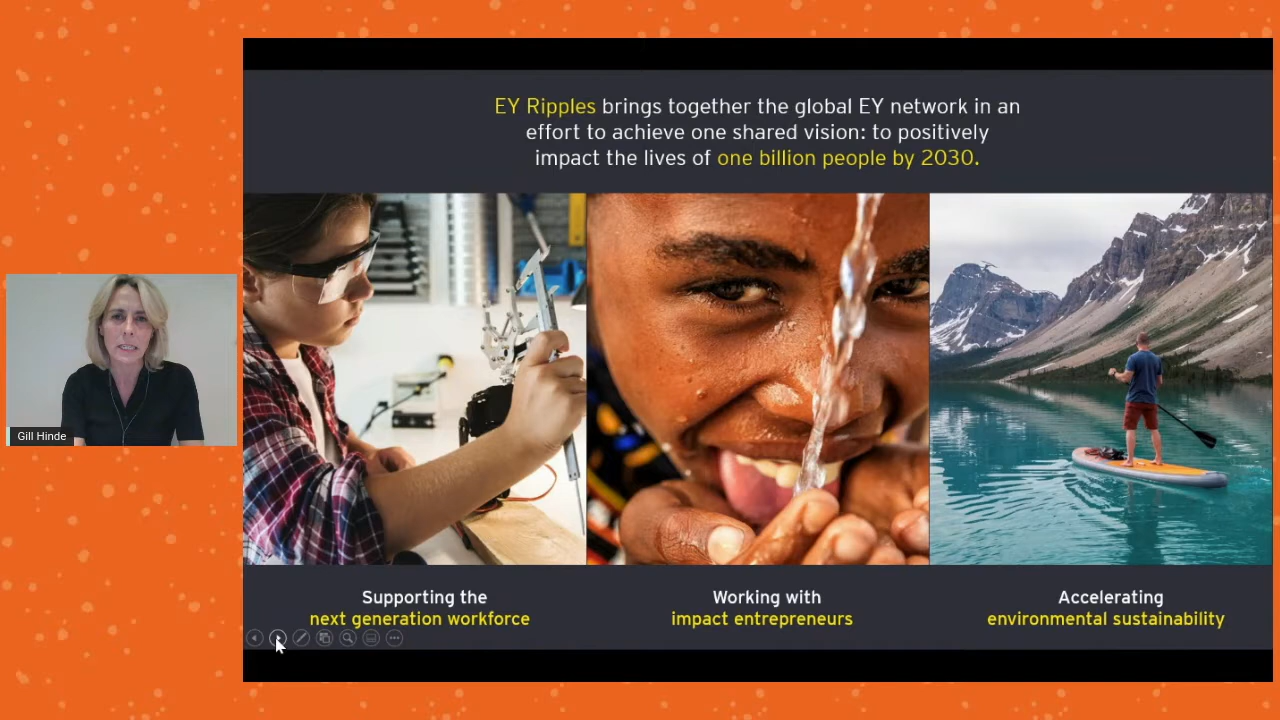 EY Ripples brings together the global EY network in an
effort to achieve one shared vision: to positively
impact the lives of one billion people by 2030.
Gill Hinde
Supporting the
next generation workforce
Working with
impact entrepreneurs
Accelerating
environmental sustainability